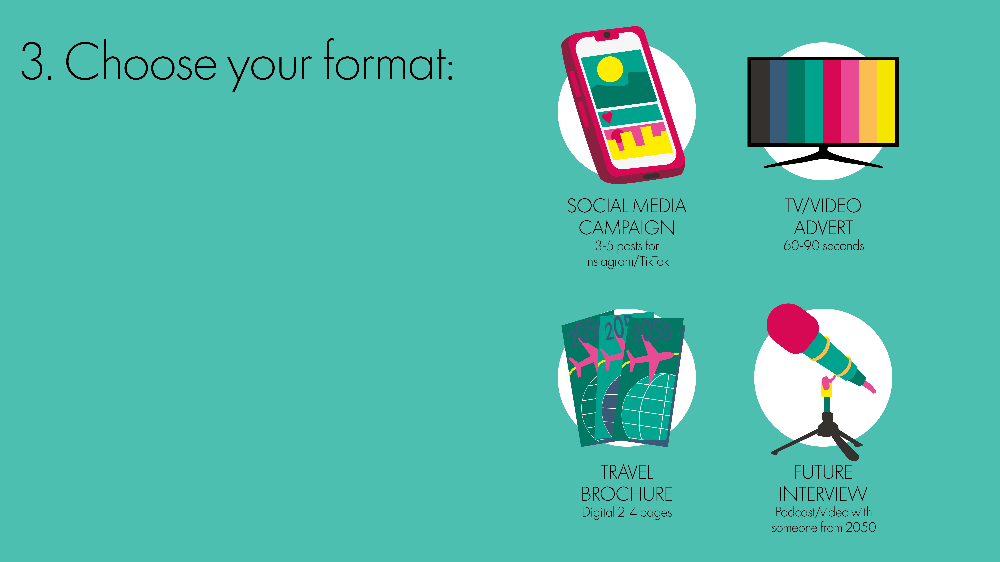 3. Choose your format:
SOCIAL MEDIA
CAMPAIGN
3-5 posts for
Instagram/TikTok
TV/VIDEO
ADVERT
60-90 seconds
205
205
2050
TRAVEL
BROCHURE
Digital 2-4 pages
FUTURE
INTERVIEW
Podcast/video with
someone from 2050